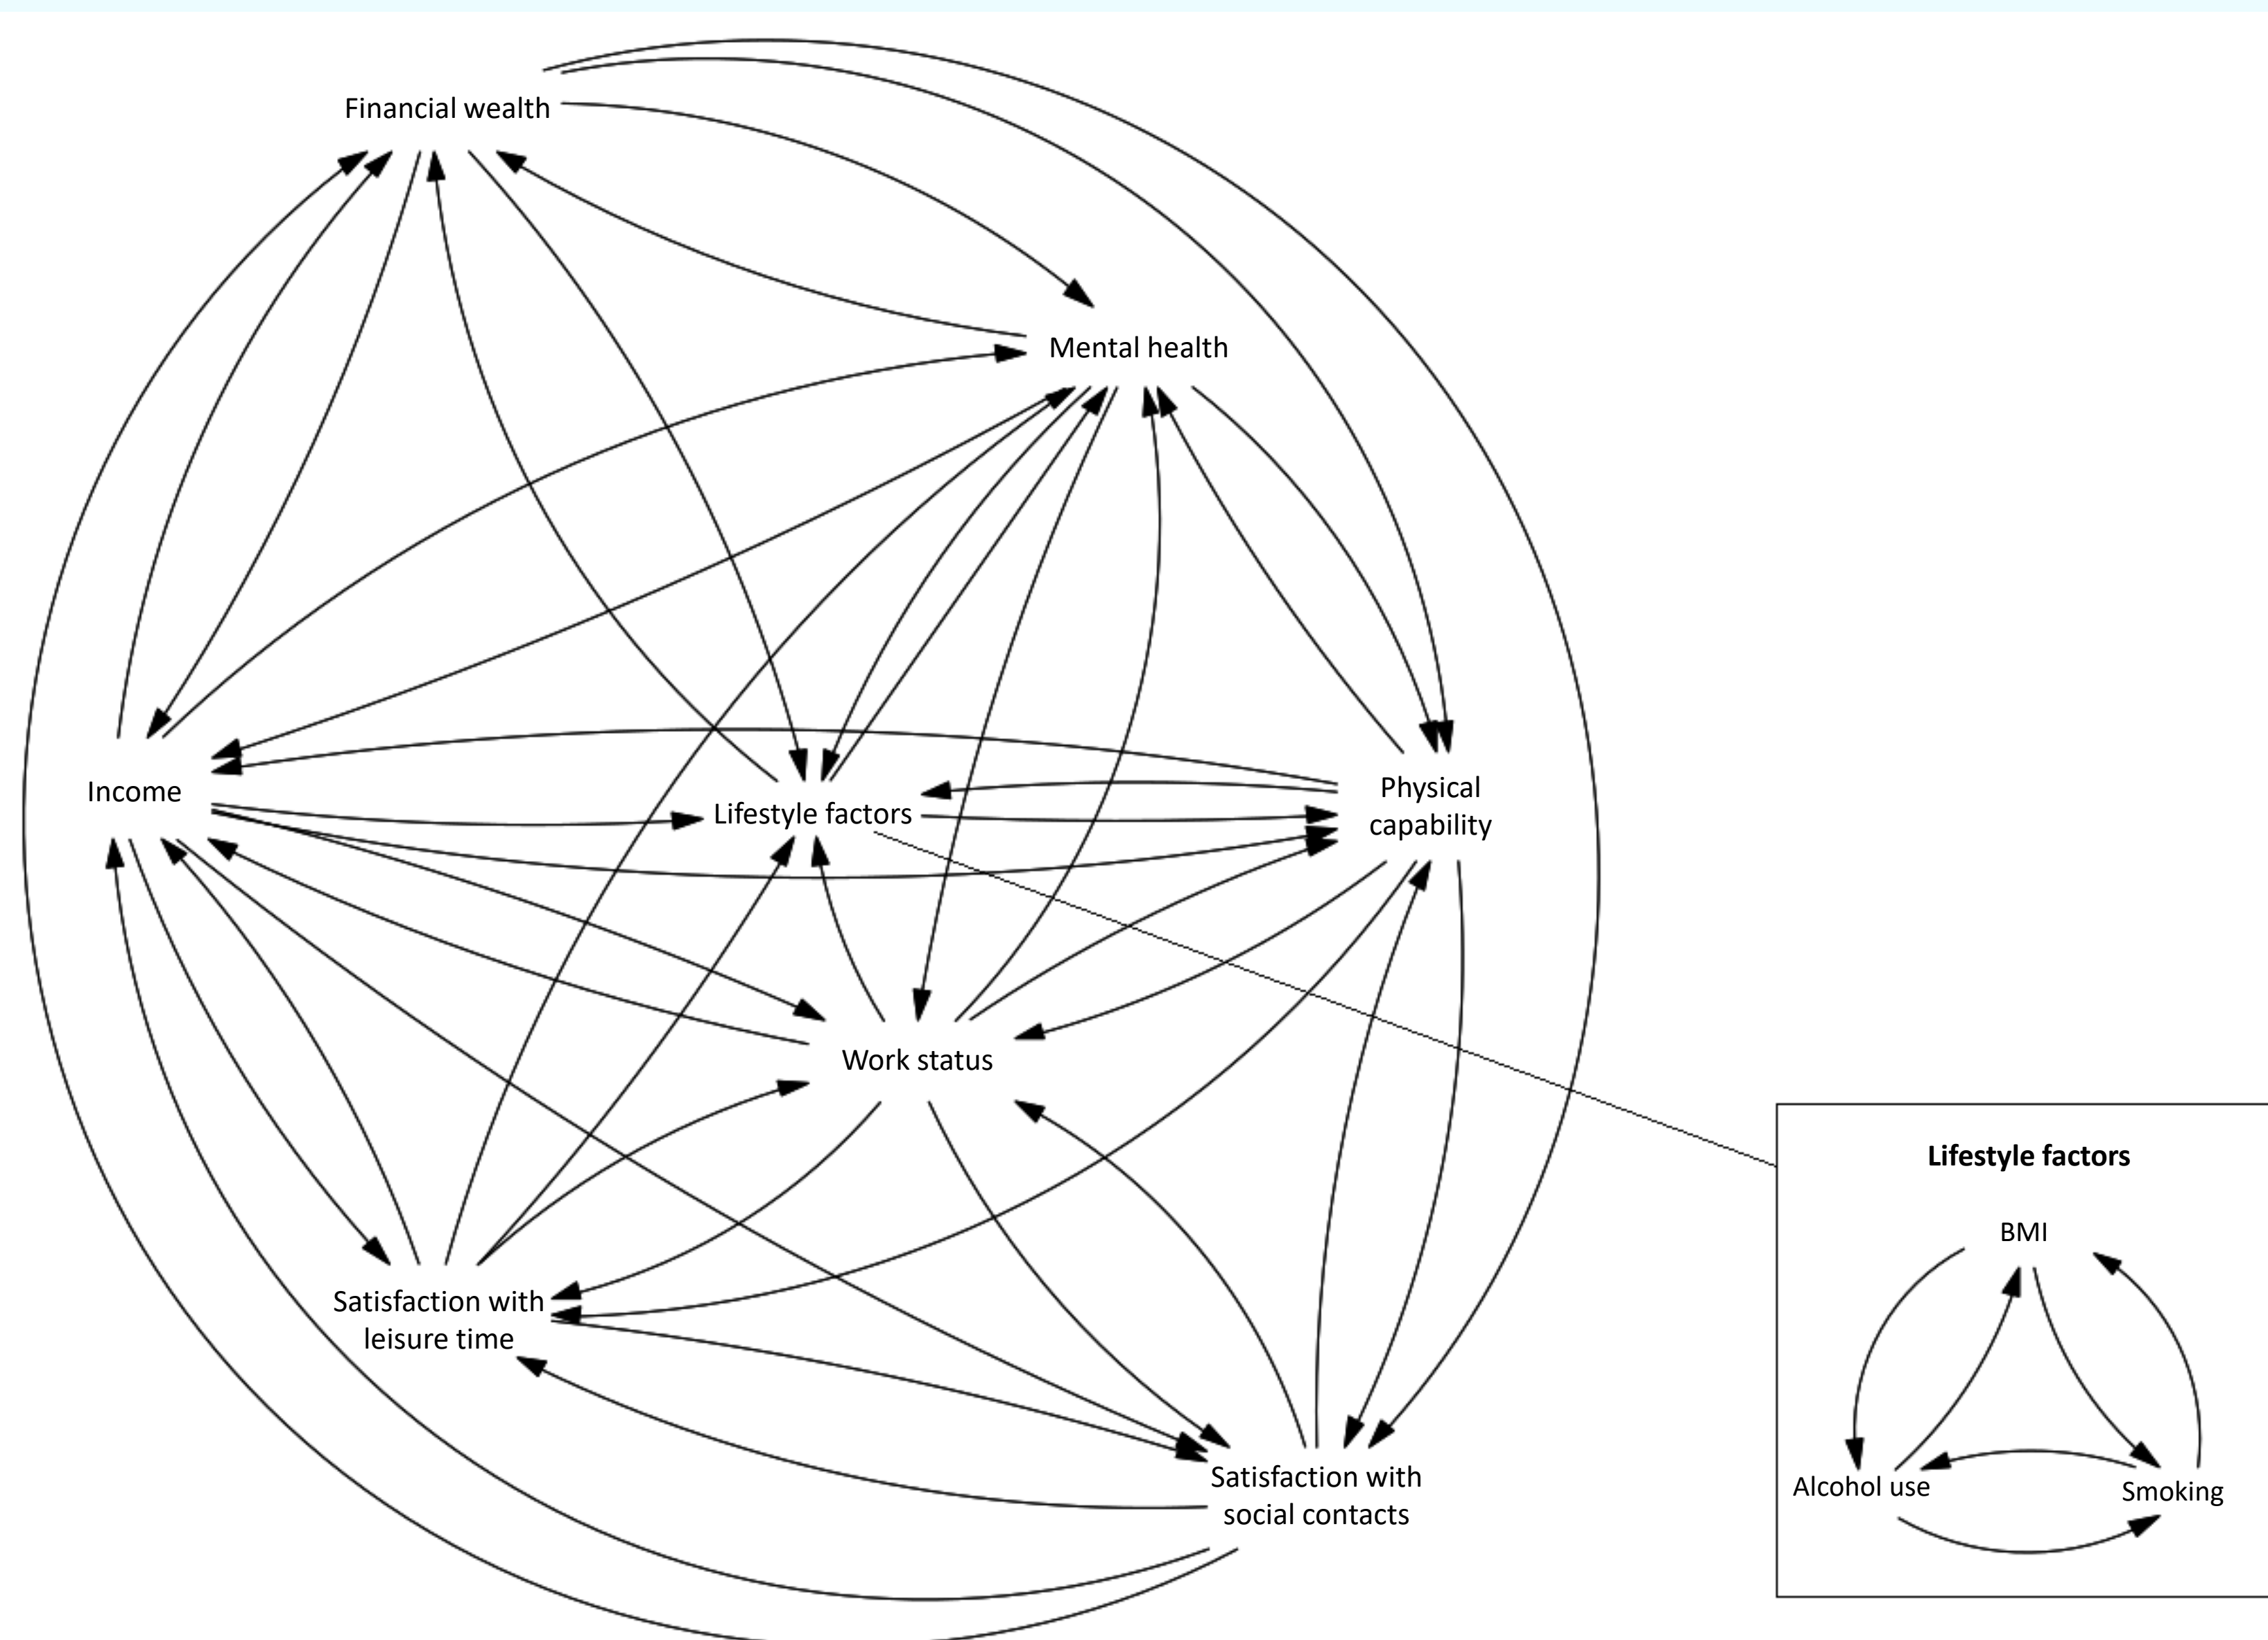 Financial wealth
Mental health
Income
Lifestyle factors
Physical
capability
Work status
Satisfaction with
leisure time
Satisfaction with
social contacts
Lifestyle factors
BMI
Alcohol use
Smoking